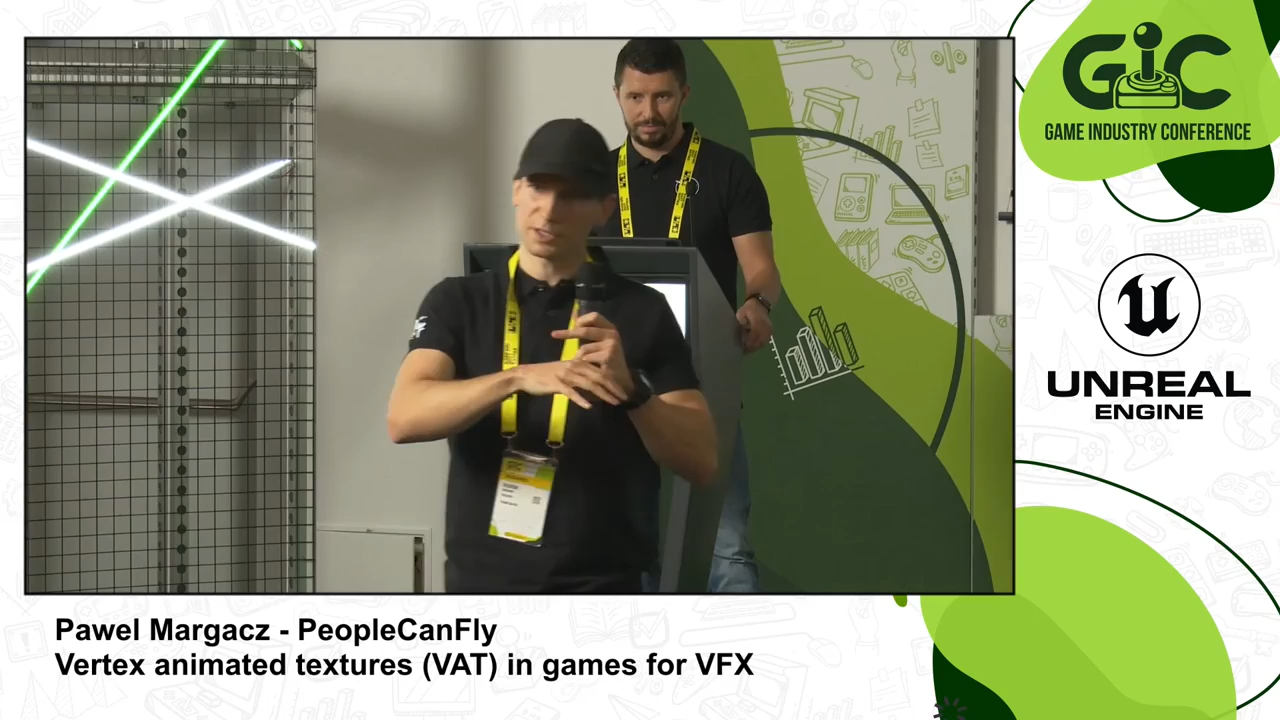 GIC
GAME INDUSTRY CONFERENCE
UNREAL
ENGINE
Pawel Margacz - PeopleCanFly
Vertex animated textures (VAT) in games for VFX